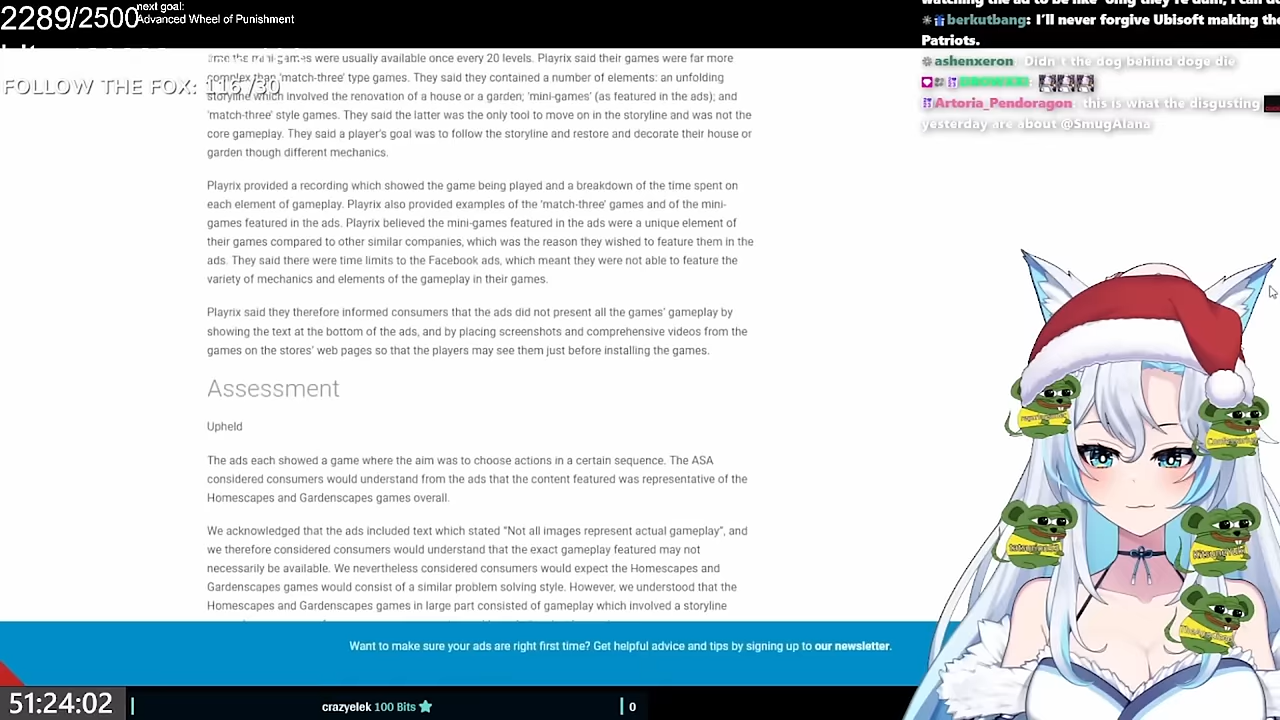 2289/2500
next goal:
Advanced Wheel of Punishment
FOLLOW THE FOX: 116/30
time the mini-games were usually available once every 20 levels. Playrix said their games were far more
complex than 'match-three' type games. They said they contained a number of elements: an unfolding
storyline which involved the renovation of a house or a garden; 'mini-games' (as featured in the ads); and
'match-three' style games. They said the latter was the only tool to move on in the storyline and was not the
core gameplay. They said a player's goal was to follow the storyline and restore and decorate their house or
garden though different mechanics.
Playrix provided a recording which showed the game being played and a breakdown of the time spent on
each element of gameplay. Playrix also provided examples of the 'match-three' games and of the mini-
games featured in the ads. Playrix believed the mini-games featured in the ads were a unique element of
their games compared to other similar companies, which was the reason they wished to feature them in the
ads. They said there were time limits to the Facebook ads, which meant they were not able to feature the
variety of mechanics and elements of the gameplay in their games.
Playrix said they therefore informed consumers that the ads did not present all the games' gameplay by
showing the text at the bottom of the ads, and by placing screenshots and comprehensive videos from the
games on the stores' web pages so that the players may see them just before installing the games.
Assessment
Upheld
The ads each showed a game where the aim was to choose actions in a certain sequence. The ASA
considered consumers would understand from the ads that the content featured was representative of the
Homescapes and Gardenscapes games overall.
We acknowledged that the ads included text which stated "Not all images represent actual gameplay", and
we therefore considered consumers would understand that the exact gameplay featured may not
necessarily be available. We nevertheless considered consumers would expect the Homescapes and
Gardenscapes games would consist of a similar problem solving style. However, we understood that the
Homescapes and Gardenscapes games in large part consisted of gameplay which involved a storyline
Want to make sure your ads are right first time? Get helpful advice and tips by signing up to our newsletter.
51:24:02
crazyelek 100 Bits
0
berkutbang: I'll never forgive Ubisoft making the
Patriots.
ashenxeron: Didn't the dog behind doge die
Artoria_Pendoragon: this is what the disgusting
yesterday are about @SmugAlana